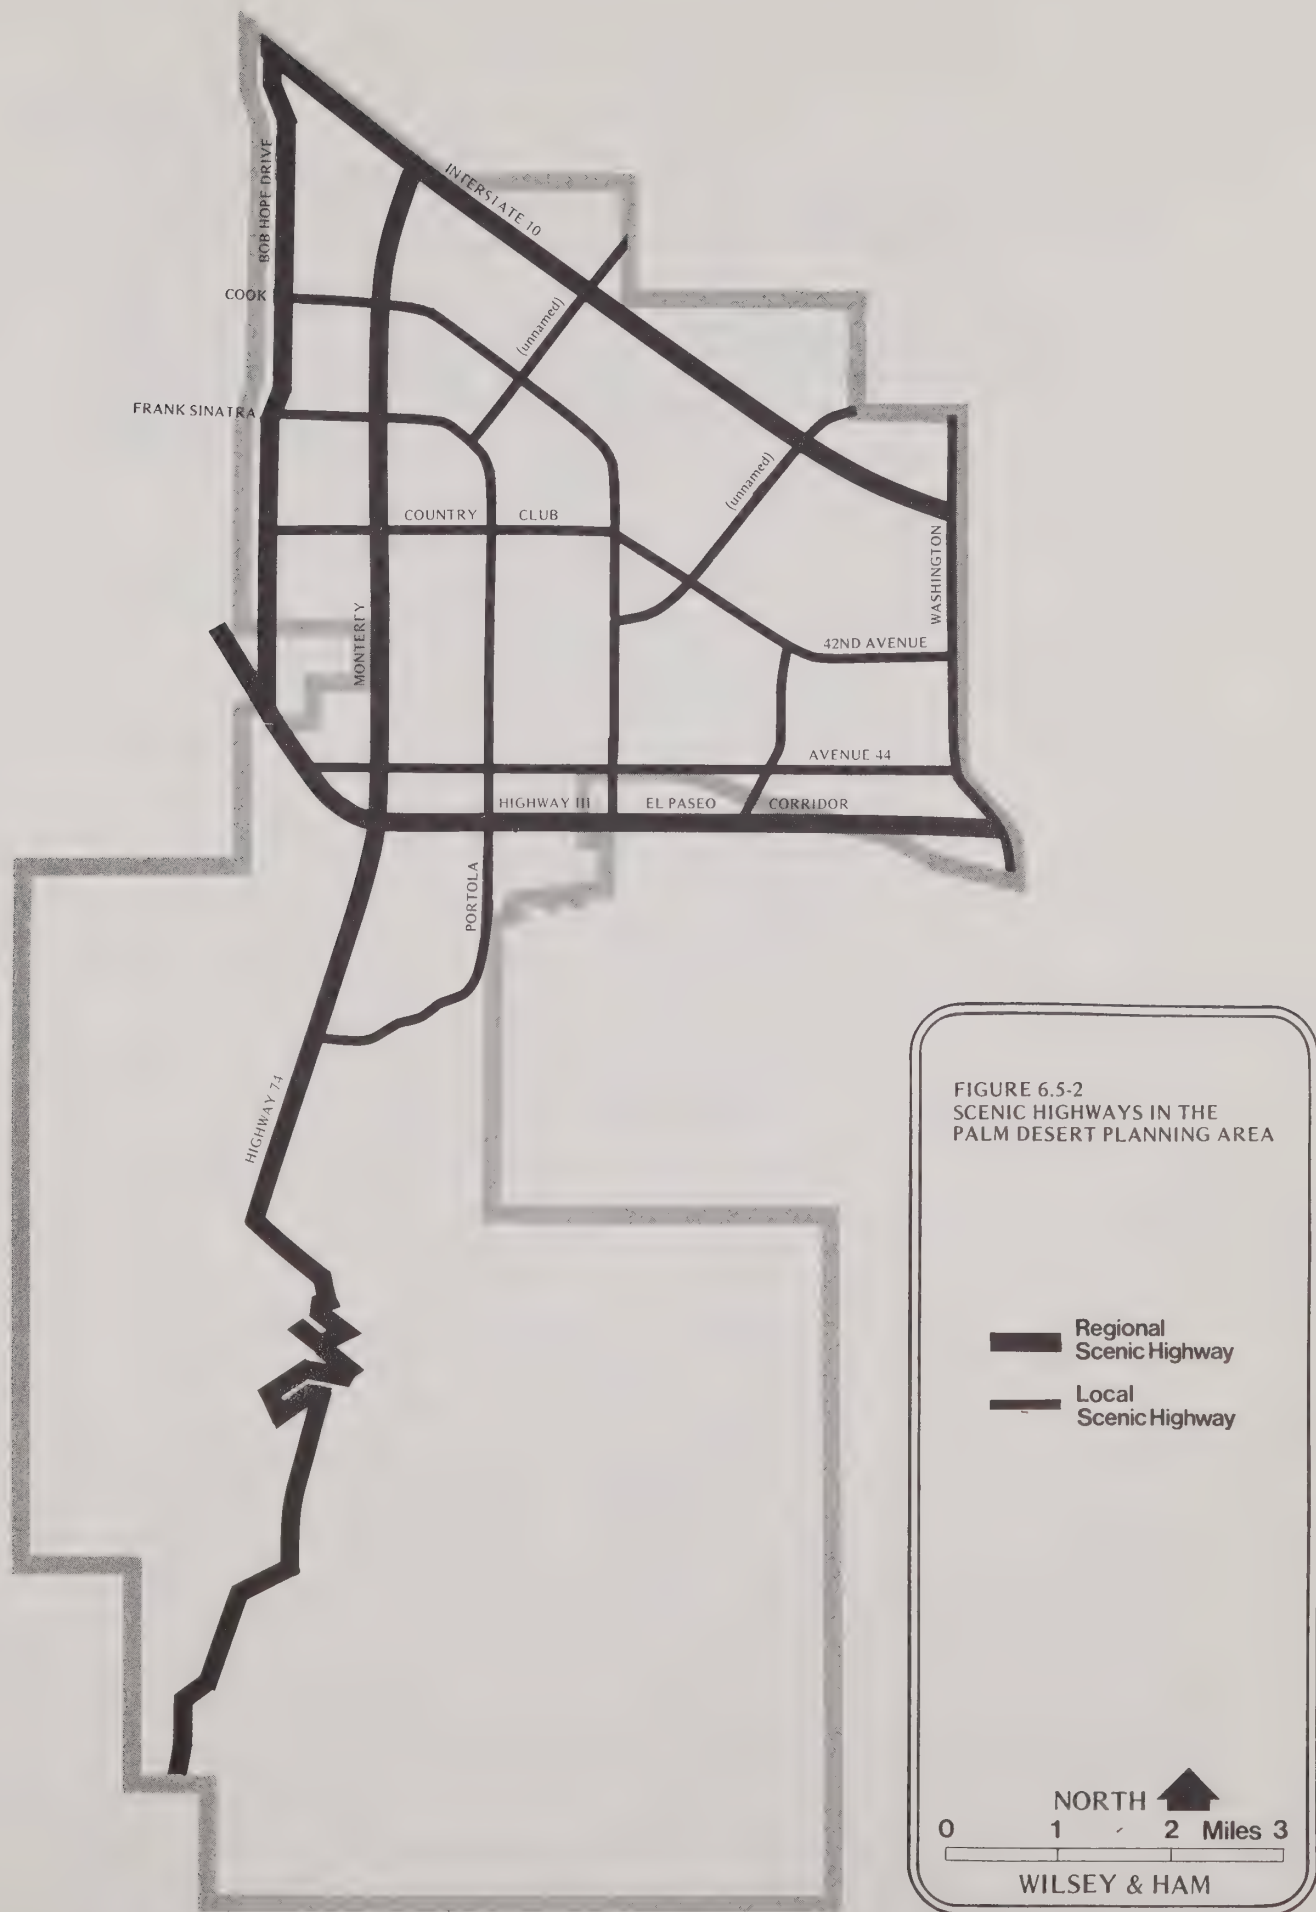 INTERSTATE 10
BOB HOPE DRIVE
COOK
(unnamed)
FRANK SINATRA
(unnamed)
COUNTRY CLUB
WASHINGTON
MONTEREY
42ND AVENUE
AVENUE 44
HIGHWAY III EL PASEO CORRIDOR
PORTOLA
HIGHWAY 74
FIGURE 6.5-2
SCENIC HIGHWAYS IN THE
PALM DESERT PLANNING AREA
Regional
Scenic Highway
Local
Scenic Highway
NORTH
0 1 2 Miles 3
WILSEY & HAM